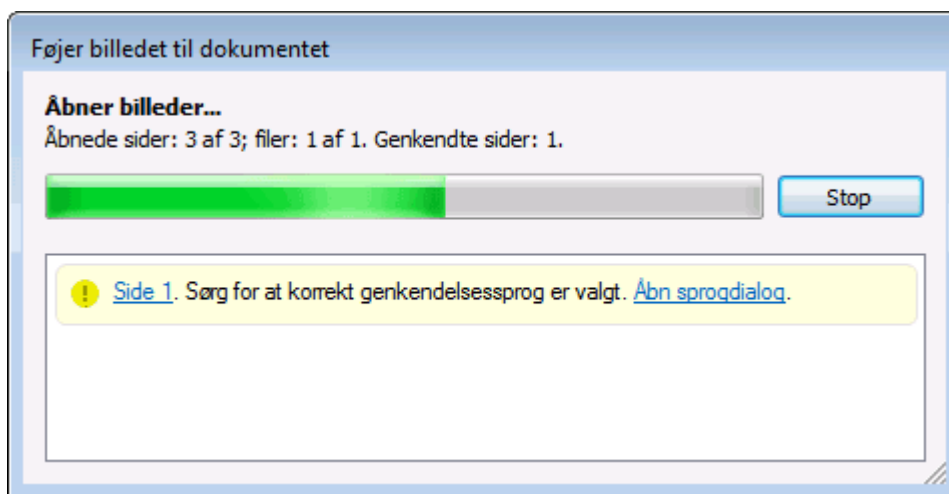 Føjer billedet til dokumentet
Åbner billeder...
Åbnede sider: 3 af 3; filer: 1 af 1. Genkendte sider: 1.
Stop
Side 1. Sørg for at korrekt genkendelsessprog er valgt. Åbn sprogdialog.